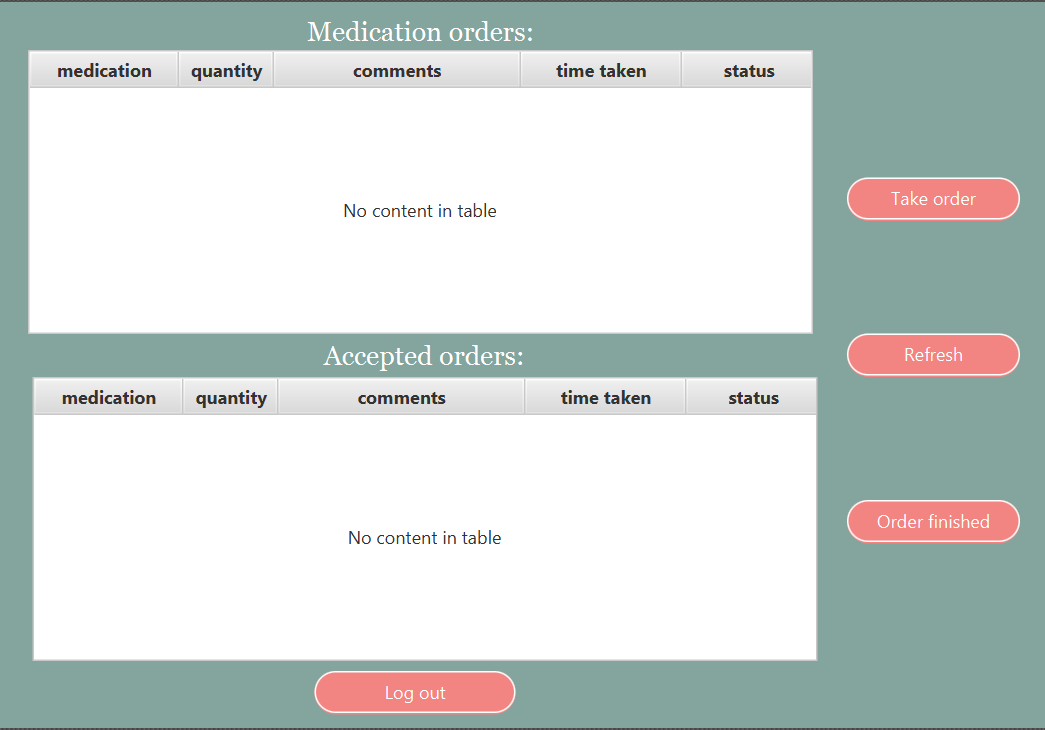 Medication orders:
medication quantity comments time taken status
No content in table
Take order
Refresh
Accepted orders:
medication quantity comments time taken status
No content in table
Order finished
Log out